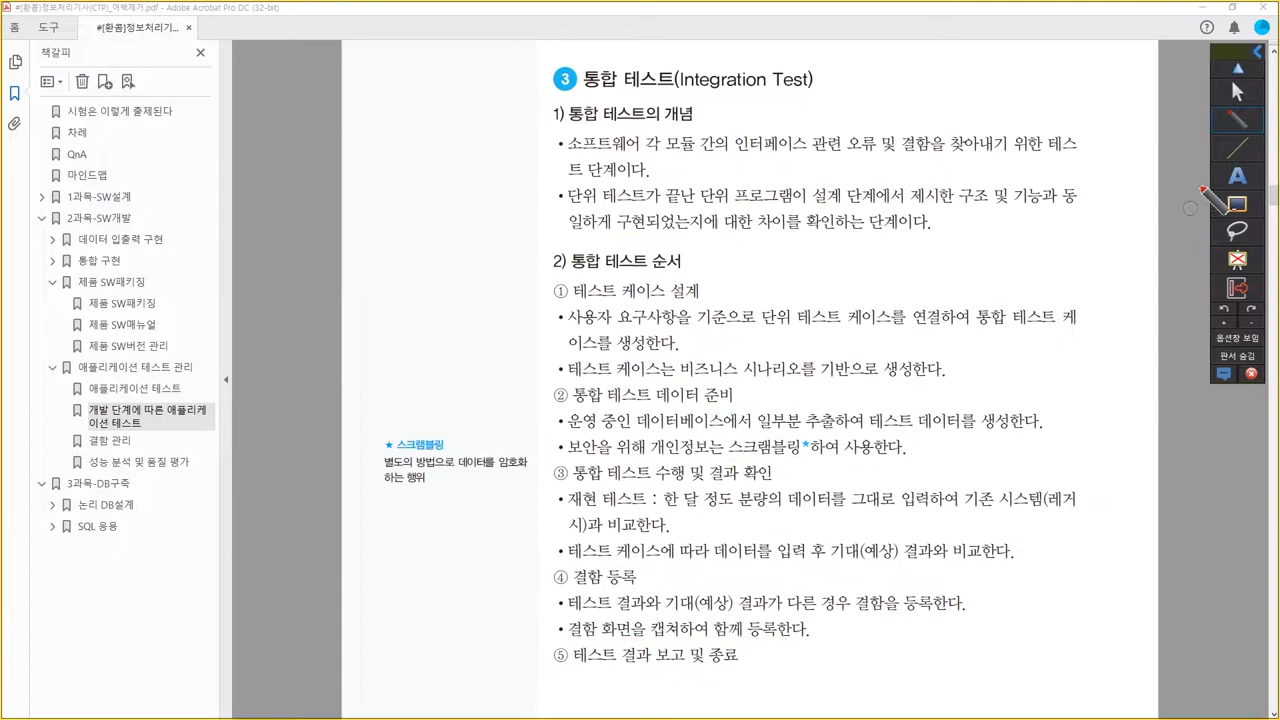 #[환콤]정보처리기사(CTP)_여백제거.pdf - Adobe Acrobat Pro DC (32-bit)
홈 도구 #[환콤]정보처리기... ×
책갈피
시험은 이렇게 출제된다
차례
QnA
마인드맵
1과목-SW설계
2과목-SW개발
데이터 입출력 구현
통합 구현
제품 SW패키징
제품 SW패키징
제품 SW매뉴얼
제품 SW버전 관리
애플리케이션 테스트 관리
애플리케이션 테스트
개발 단계에 따른 애플리케
이션 테스트
결함 관리
성능 분석 및 품질 평가
3과목-DB구축
논리 DB설계
SQL 응용
★ 스크램블링
별도의 방법으로 데이터를 암호화
하는 행위
3 통합 테스트(Integration Test)
1) 통합 테스트의 개념
• 소프트웨어 각 모듈 간의 인터페이스 관련 오류 및 결함을 찾아내기 위한 테스
트 단계이다.
• 단위 테스트가 끝난 단위 프로그램이 설계 단계에서 제시한 구조 및 기능과 동
일하게 구현되었는지에 대한 차이를 확인하는 단계이다.
2) 통합 테스트 순서
① 테스트 케이스 설계
• 사용자 요구사항을 기준으로 단위 테스트 케이스를 연결하여 통합 테스트 케
이스를 생성한다.
• 테스트 케이스는 비즈니스 시나리오를 기반으로 생성한다.
② 통합 테스트 데이터 준비
• 운영 중인 데이터베이스에서 일부분 추출하여 테스트 데이터를 생성한다.
• 보안을 위해 개인정보는 스크램블링★하여 사용한다.
③ 통합 테스트 수행 및 결과 확인
• 재현 테스트 : 한 달 정도 분량의 데이터를 그대로 입력하여 기존 시스템(레거
시)과 비교한다.
• 테스트 케이스에 따라 데이터를 입력 후 기대(예상) 결과와 비교한다.
④ 결함 등록
• 테스트 결과와 기대(예상) 결과가 다른 경우 결함을 등록한다.
• 결함 화면을 캡쳐하여 함께 등록한다.
⑤ 테스트 결과 보고 및 종료
A
옵션장 보임
판서 숨김